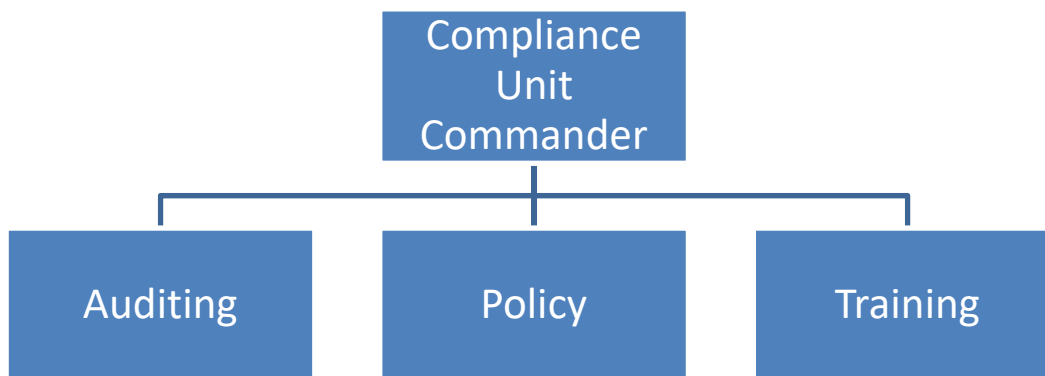 Compliance
Unit
Commander
Auditing
Policy
Training